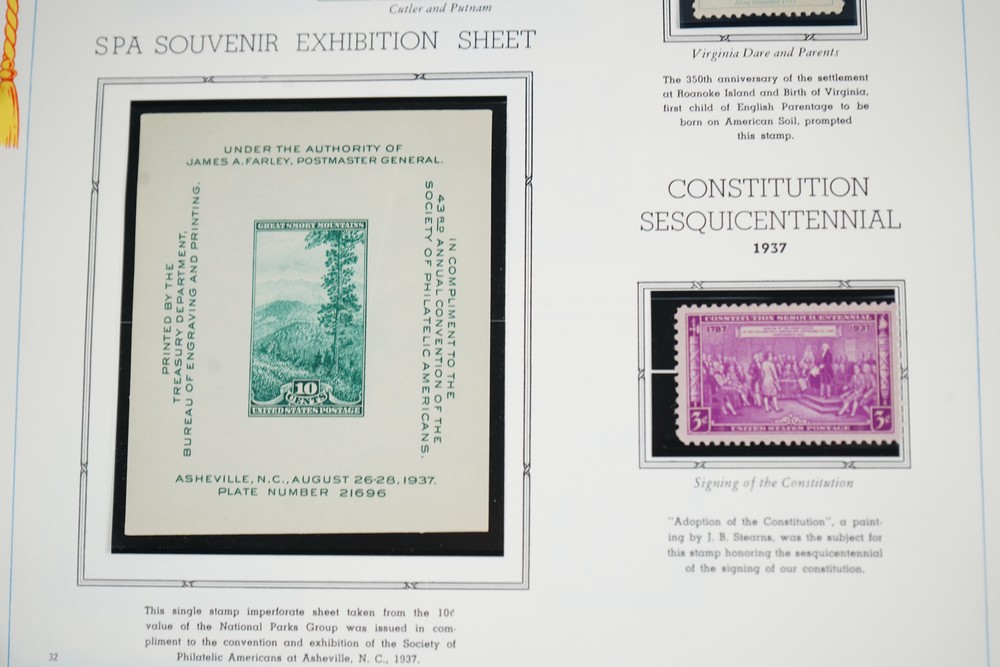 Cutler and Putnam
SPA SOUVENIR EXHIBITION SHEET
UNDER THE AUTHORITY OF
JAMES A. FARLEY, POSTMASTER GENERAL.
PRINTED BY THE
TREASURY DEPARTMENT,
BUREAU OF ENGRAVING AND PRINTING.
GREAT SMOKY MOUNTAINS
10
CENTS
UNITED STATES POSTAGE
IN COMPLIMENT TO THE
43RD ANNUAL CONVENTION OF THE
SOCIETY OF PHILATELIC AMERICANS.
ASHEVILLE, N.C., AUGUST 26-28, 1937.
PLATE NUMBER 21696
This single stamp imperforate sheet taken from the 10¢
value of the National Parks Group was issued in com-
pliment to the convention and exhibition of the Society of
Philatelic Americans at Asheville, N. C., 1937.
32
Virginia Dare and Parents
The 350th anniversary of the settlement
at Roanoke Island and Birth of Virginia,
first child of English Parentage to be
born on American Soil, prompted
this stamp.
CONSTITUTION
SESQUICENTENNIAL
1937
CONSTITUTION SESQUICENTENNIAL
1787 1937
3¢ 3¢
UNITED STATES POSTAGE
Signing of the Constitution
"Adoption of the Constitution", a paint-
ing by J. B. Stearns, was the subject for
this stamp honoring the sesquicentennial
of the signing of our constitution.